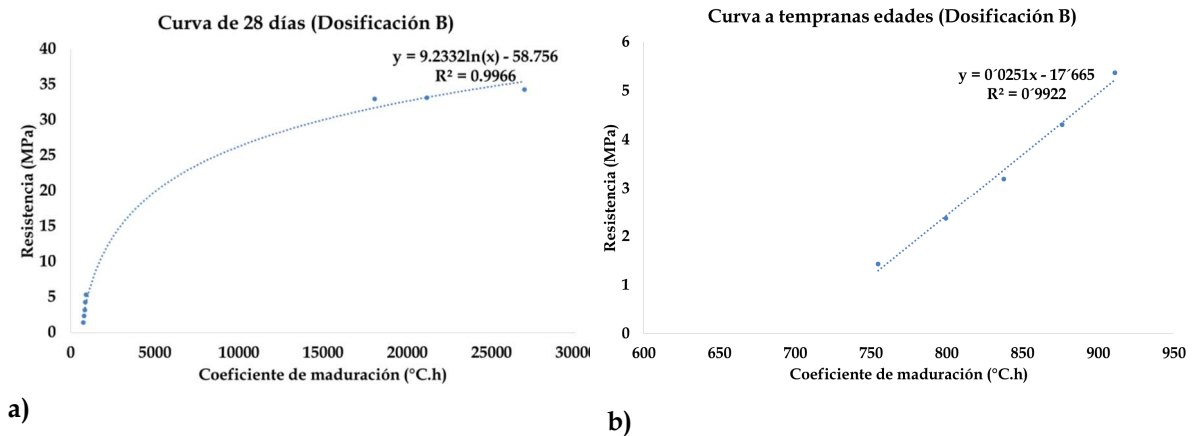 Curva de 28 días (Dosificación B)
y = 9.2332ln(x) - 58.756
R² = 0.9966
40
35
30
25
20
15
10
5
0
Resistencia (MPa)
0 5000 10000 15000 20000 25000 30000
Coeficiente de maduración (°C.h)
a)
Curva a tempranas edades (Dosificación B)
y = 0´0251x - 17´665
R² = 0´9922
6
5
4
3
2
1
0
Resistencia (MPa)
600 650 700 750 800 850 900 950
Coeficiente de maduración (°C.h)
b)